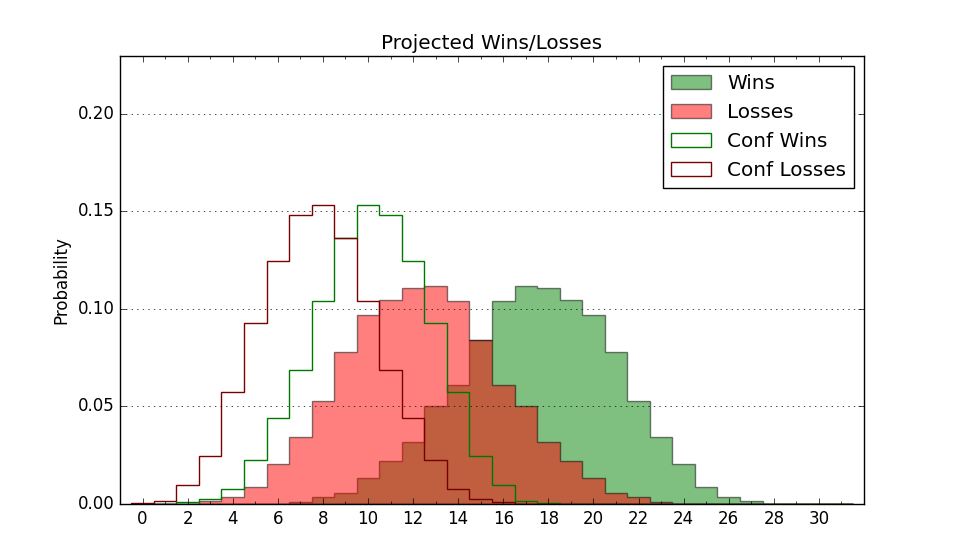 Projected Wins/Losses
Wins
Losses
Conf Wins
Conf Losses
Probability
0.20
0.15
0.10
0.05
0.00
0 2 4 6 8 10 12 14 16 18 20 22 24 26 28 30